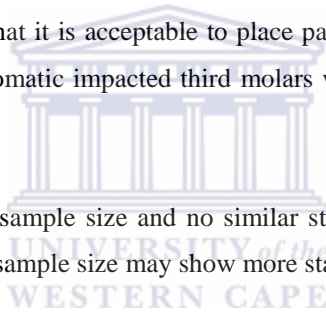 hat it is acceptable to place pa
omatic impacted third molars v
sample size and no similar st
UNIVERSITY of the
sample size may show more sta
WESTERN CAPE